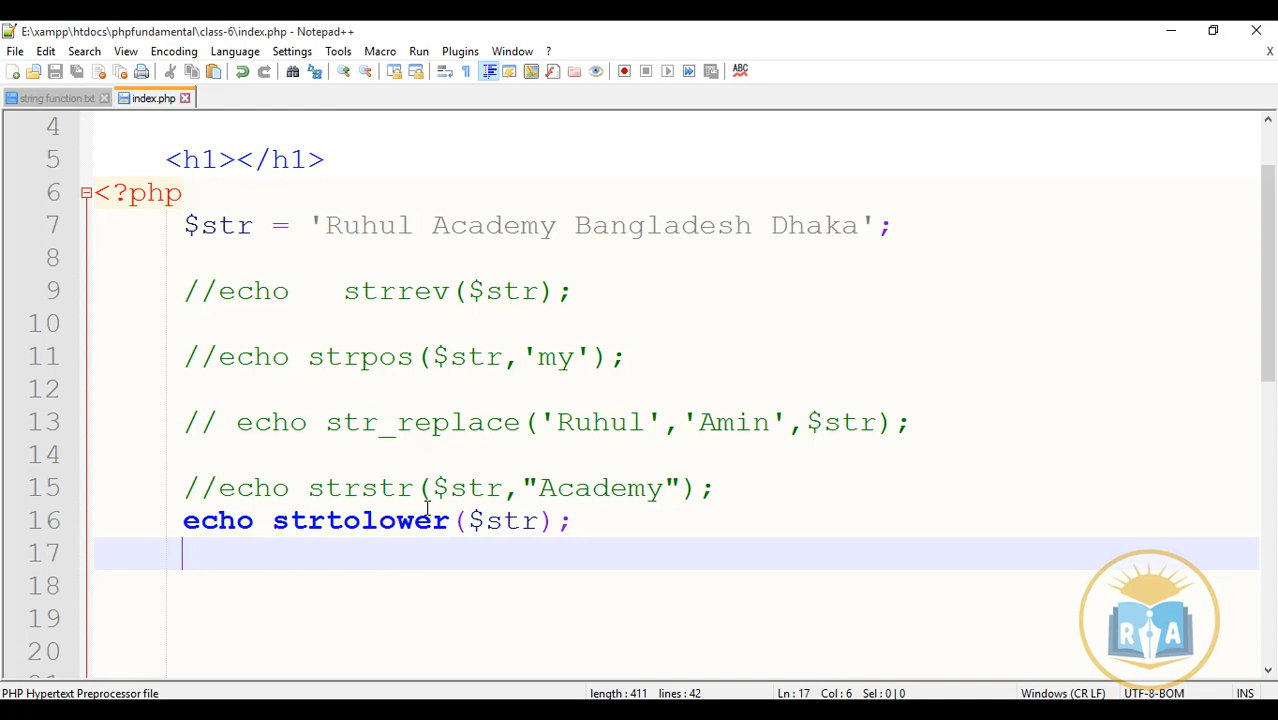 E:\xampp\htdocs\phpfundamental\class-6\index.php - Notepad++
File Edit Search View Encoding Language Settings Tools Macro Run Plugins Window ? X
ABC
string function.txt index.php
4
5 <h1></h1>
6 <?php
7 $str = 'Ruhul Academy Bangladesh Dhaka';
8
9 //echo   strrev($str);
10
11 //echo strpos($str,'my');
12
13 // echo str_replace('Ruhul','Amin',$str);
14
15 //echo strstr($str,"Academy");
16 echo strtolower($str);
17
18
19
20
R A
PHP Hypertext Preprocessor file length : 411 lines : 42 Ln : 17 Col : 6 Sel : 0 | 0 Windows (CR LF) UTF-8-BOM INS